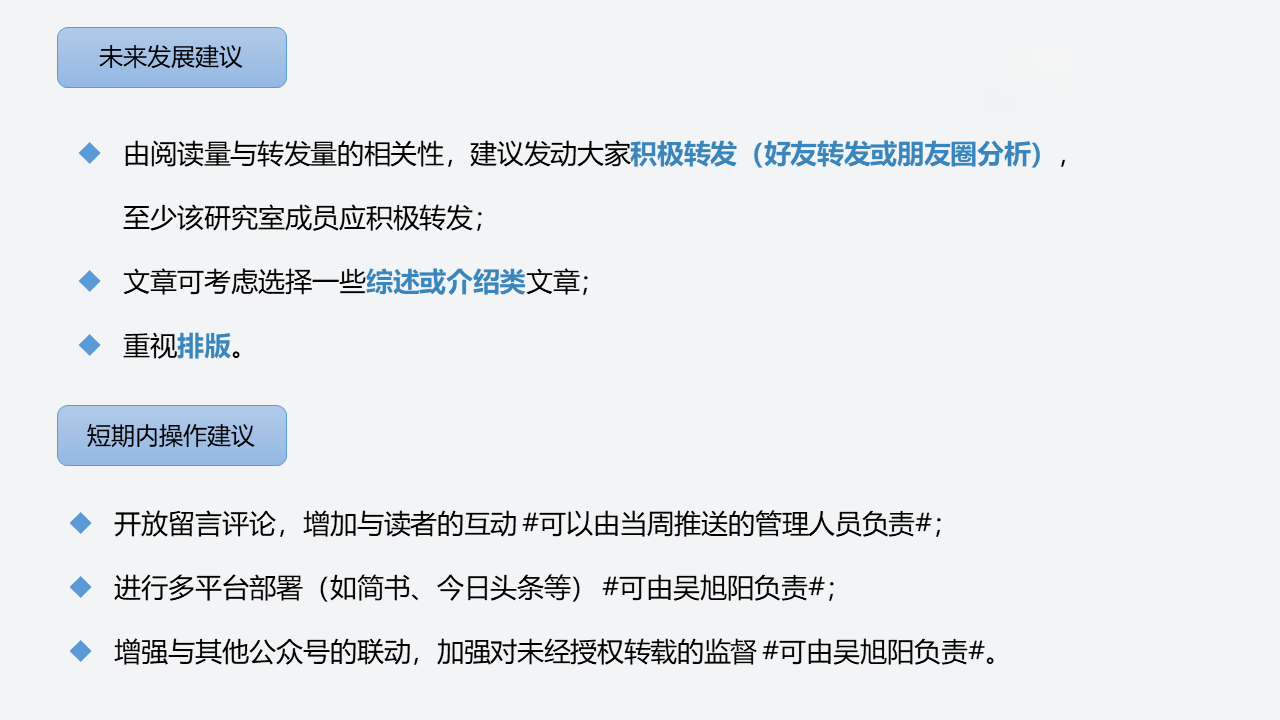 未来发展建议
由阅读量与转发量的相关性，建议发动大家积极转发（好友转发或朋友圈分析），
至少该研究室成员应积极转发；
文章可考虑选择一些综述或介绍类文章；
重视排版。
短期内操作建议
开放留言评论，增加与读者的互动 #可以由当周推送的管理人员负责#；
进行多平台部署（如简书、今日头条等） #可由吴旭阳负责#；
增强与其他公众号的联动，加强对未经授权转载的监督 #可由吴旭阳负责#。